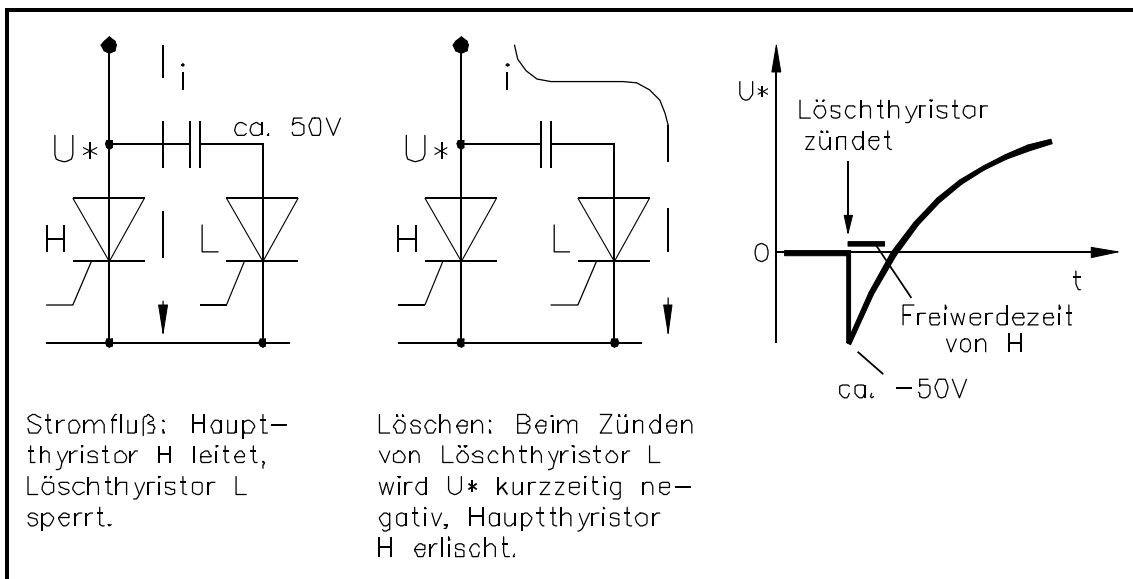 i
ca. 50V
U*
H
L
Stromfluß: Haupt-
thyristor H leitet,
Löschthyristor L
sperrt.
i
U*
H
L
Löschen: Beim Zünden
von Löschthyristor L
wird U* kurzzeitig ne-
gativ, Hauptthyristor
H erlischt.
U*
Löschthyristor
zündet
0
t
Freiwerdezeit
von H
ca. -50V